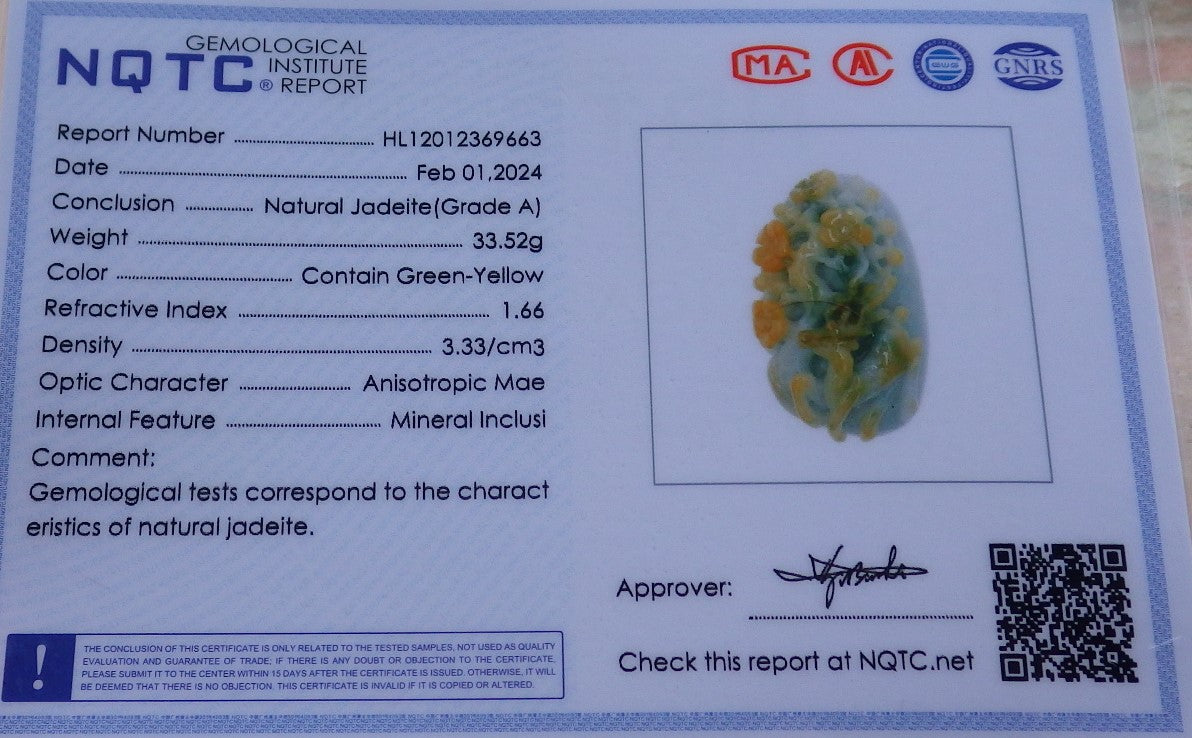 NQTC® GEMOLOGICAL INSTITUTE REPORT
MA
GNRS
Report Number HL12012369663
Date Feb 01,2024
Conclusion Natural Jadeite(Grade A)
Weight 33.52g
Color Contain Green-Yellow
Refractive Index 1.66
Density 3.33/cm3
Optic Character Anisotropic Mae
Internal Feature Mineral Inclusi
Comment:
Gemological tests correspond to the charact
eristics of natural jadeite.
Approver:
Check this report at NQTC.net
! THE CONCLUSION OF THIS CERTIFICATE IS ONLY RELATED TO THE TESTED SAMPLES, NOT USED AS QUALITY
EVALUATION AND GUARANTEE OF TRADE; IF THERE IS ANY DOUBT OR OBJECTION TO THE CERTIFICATE,
PLEASE SUBMIT IT TO THE CENTER WITHIN 15 DAYS AFTER THE CERTIFICATE IS ISSUED. OTHERWISE, IT WILL
BE DEEMED THAT THERE IS NO OBJECTION. THIS CERTIFICATE IS INVALID IF IT IS COPIED OR ALTERED.